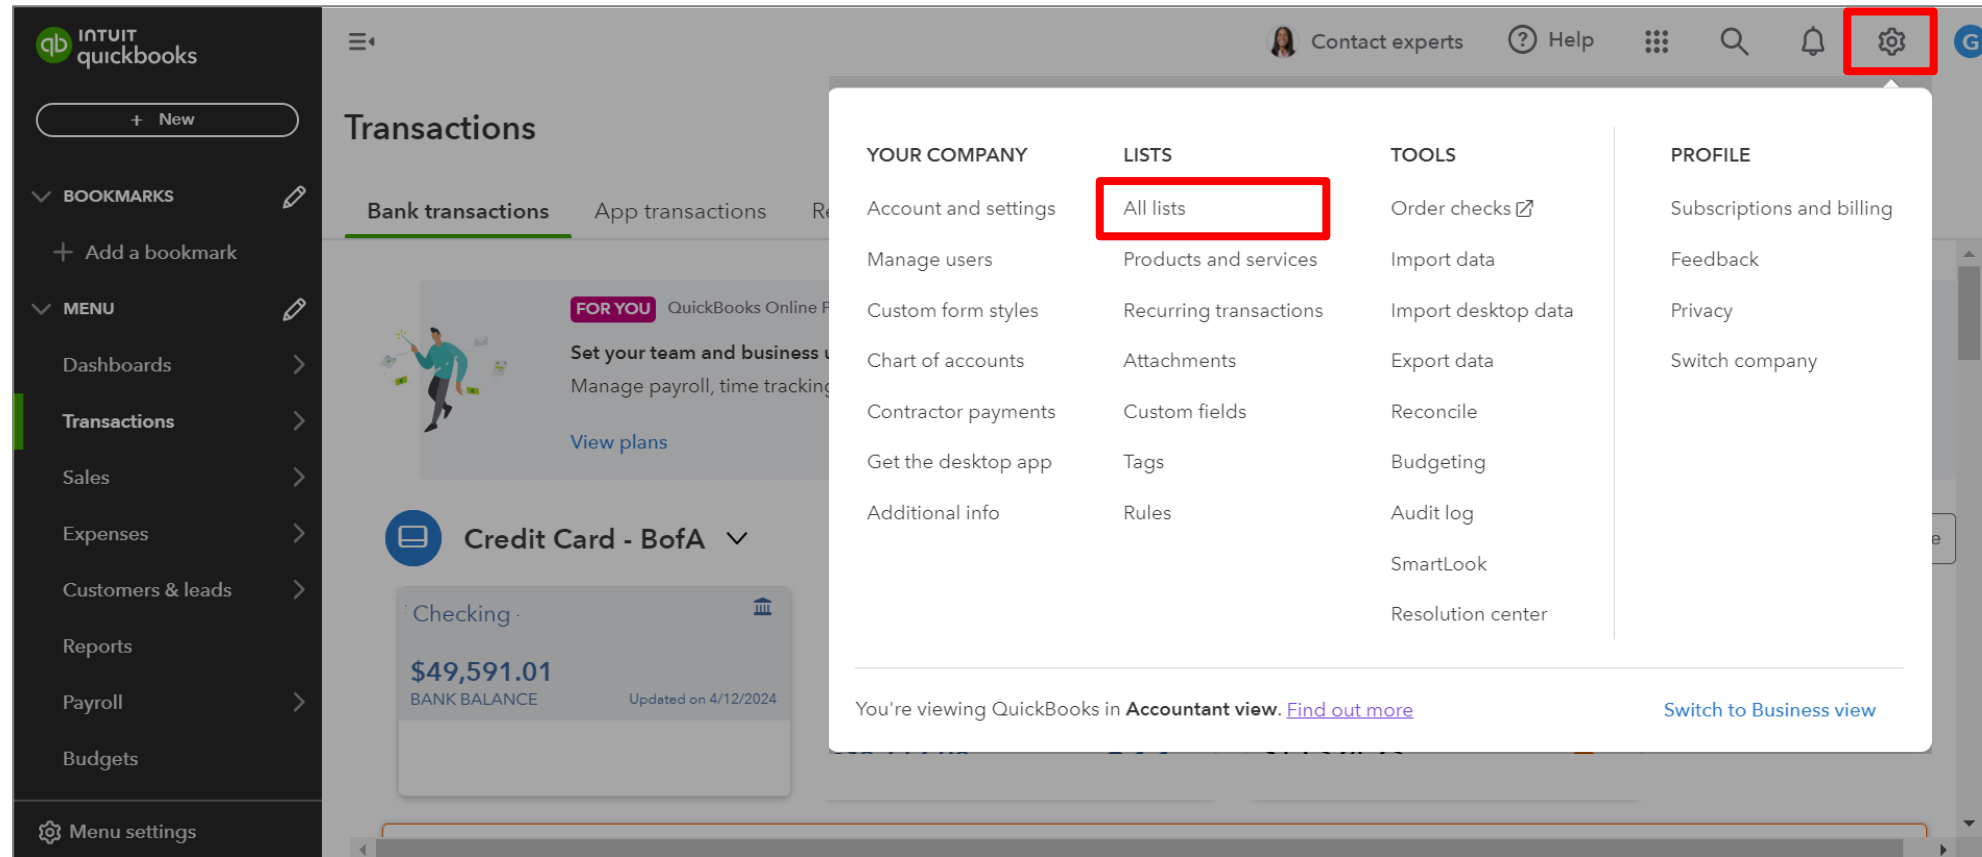 INTUIT
quickbooks
Contact experts
Help
G
+ New
Transactions
BOOKMARKS
Add a bookmark
MENU
Dashboards
Transactions
Sales
Expenses
Customers & leads
Reports
Payroll
Budgets
Menu settings
Bank transactions
App transactions
FOR YOU QuickBooks Online
Set your team and business
Manage payroll, time
View plans
Credit Card - BofA
Checking
$49,591.01
BANK BALANCE
Updated on 4/12/2024
YOUR COMPANY
Account and settings
Manage users
Custom form styles
Chart of accounts
Contractor payments
Get the desktop app
Additional info
LISTS
All lists
Products and services
Recurring transactions
Attachments
Custom fields
Tags
Rules
TOOLS
Order checks
Import data
Import desktop data
Export data
Reconcile
Budgeting
Audit log
SmartLook
Resolution center
PROFILE
Subscriptions and billing
Feedback
Privacy
Switch company
You're viewing QuickBooks in Accountant view. Find out more
Switch to Business view